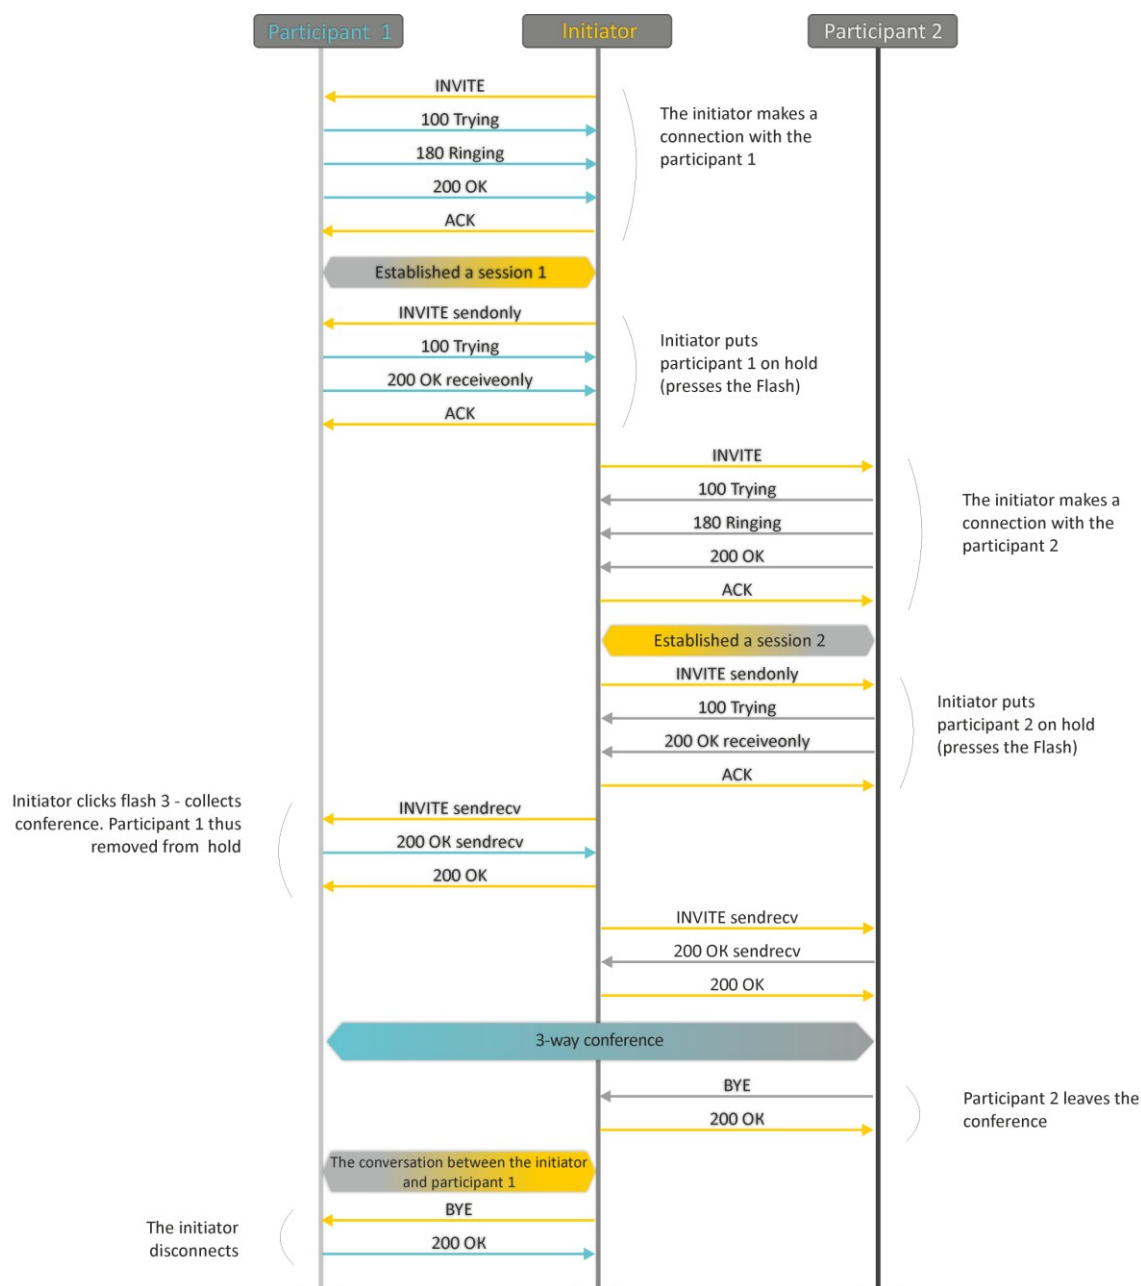 Participant 1
Initiator
Participant 2
INVITE
100 Trying
180 Ringing
200 OK
ACK
The initiator makes a
connection with the
participant 1
Established a session 1
INVITE sendonly
100 Trying
200 OK receiveonly
ACK
Initiator puts
participant 1 on hold
(presses the Flash)
INVITE
100 Trying
180 Ringing
200 OK
ACK
The initiator makes a
connection with the
participant 2
Established a session 2
INVITE sendonly
100 Trying
200 OK receiveonly
ACK
Initiator puts
participant 2 on hold
(presses the Flash)
Initiator clicks flash 3 - collects
conference. Participant 1 thus
removed from hold
INVITE sendrecv
200 OK sendrecv
200 OK
INVITE sendrecv
200 OK sendrecv
200 OK
3-way conference
BYE
200 OK
Participant 2 leaves the
conference
The conversation between the initiator
and participant 1
BYE
200 OK
The initiator
disconnects